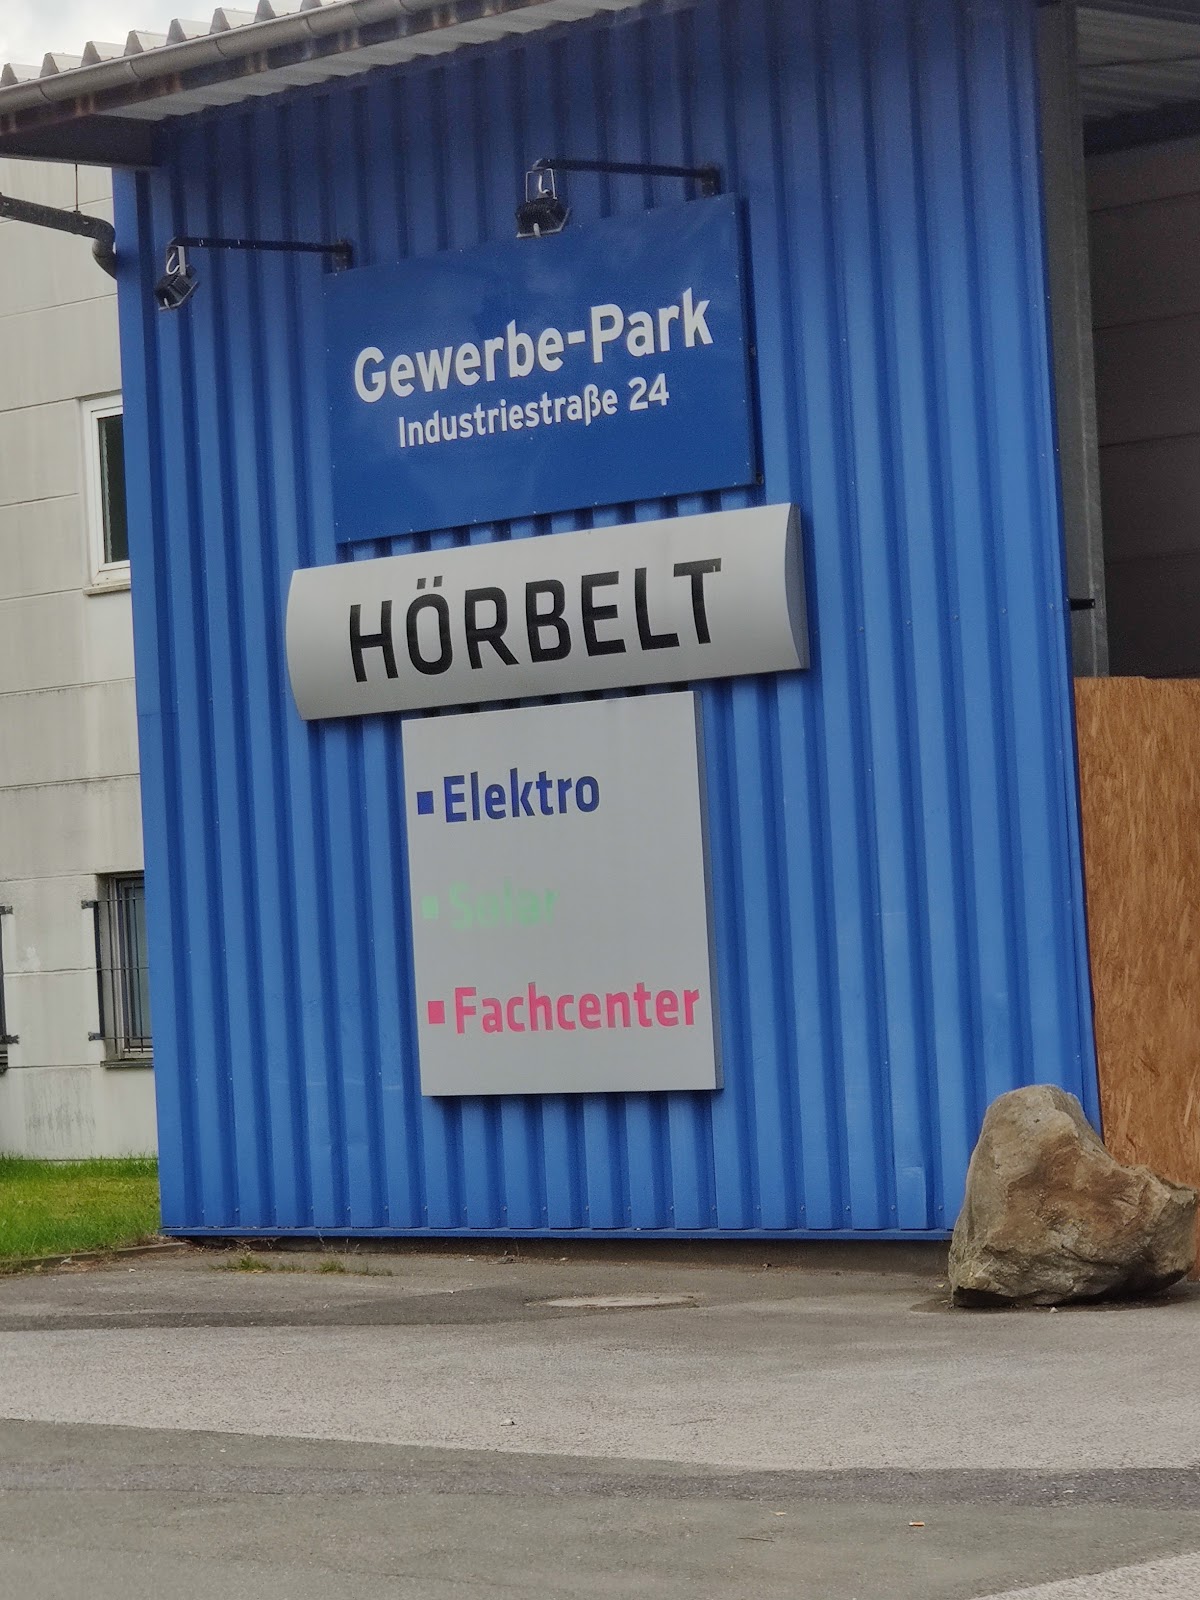 Gewerbe-Park
Industriestraße 24
HÖRBELT
Elektro
Solar
Fachcenter